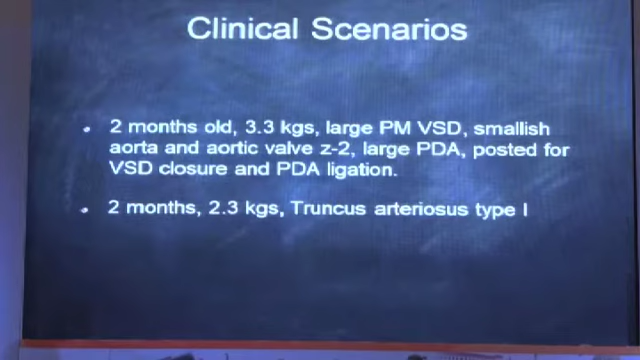 Clinical Scenarios
2 months old, 3.3 kgs, large PM VSD, smallish
aorta and aortic valve z-2, large PDA, posted for
VSD closure and PDA ligation.
2 months, 2.3 kgs, Truncus arteriosus type I